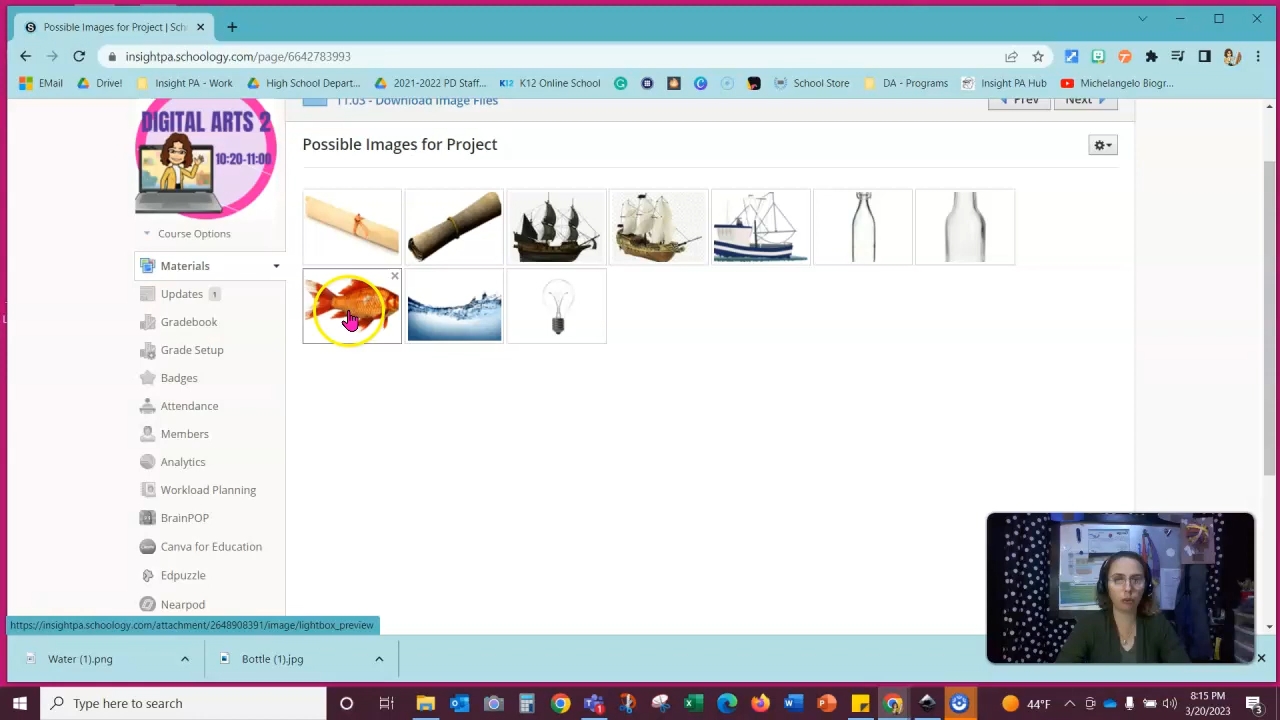 Possible Images for Project | Sch
insightpa.schoology.com/page/6642783993
EMail
Drive!
Insight PA - Work
High School Depart...
2021-2022 PD Staff...
K12 Online School
School Store
DA - Programs
Insight PA Hub
Michelangelo Biogr...
11.03 - Download Image Files
Prev
Next
DIGITAL ARTS 2
10:20-11:00
Possible Images for Project
Course Options
Materials
Updates 1
Gradebook
Grade Setup
Badges
Attendance
Members
Analytics
Workload Planning
BrainPOP
Canva for Education
Edpuzzle
Nearpod
https://insightpa.schoology.com/attachment/2648908391/image/lightbox_preview
Water (1).png
Bottle (1).jpg
Type here to search
44°F
8:15 PM
3/20/2023
3